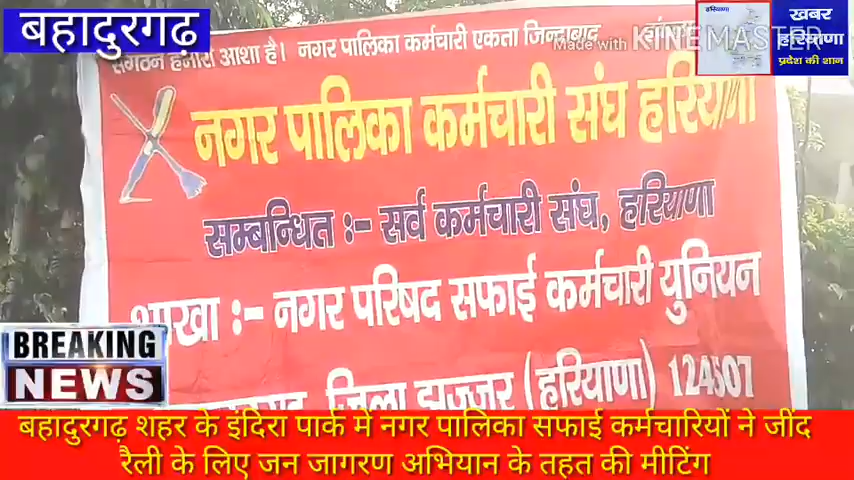 बहादुरगढ़
संगठन हमारी आशा है। नगर पालिका कर्मचारी एकता जिन्दाबाद
Made with KINEMASTER
हरियाणा
खबर
हरियाणा
प्रदेश की शान
नगर पालिका कर्मचारी संघ हरियाणा
सम्बन्धित :- सर्व कर्मचारी संघ, हरियाणा
शाखा :- नगर परिषद सफाई कर्मचारी युनियन
जिला झज्जर (हरियाणा) 124507
BREAKING
NEWS
बहादुरगढ़ शहर के इंदिरा पार्क में नगर पालिका सफाई कर्मचारियों ने जींद
रैली के लिए जन जागरण अभियान के तहत की मीटिंग